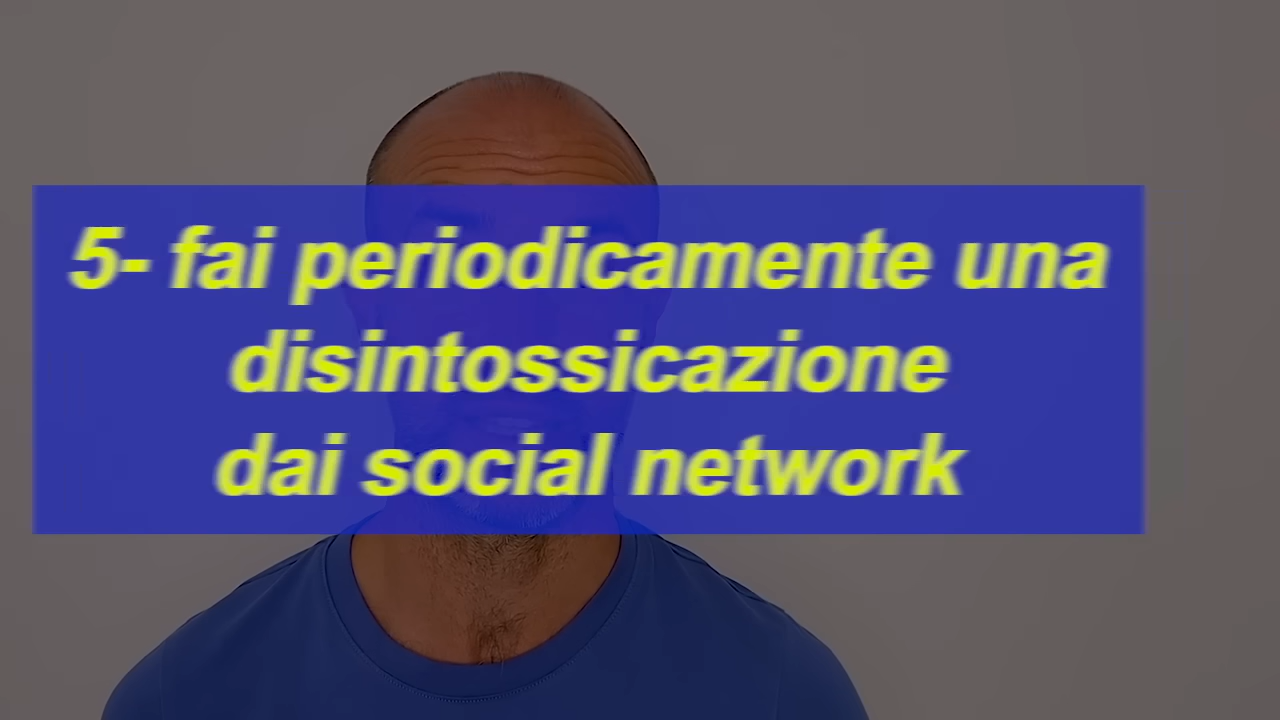 5- fai periodicamente una
disintossicazione
dai social network